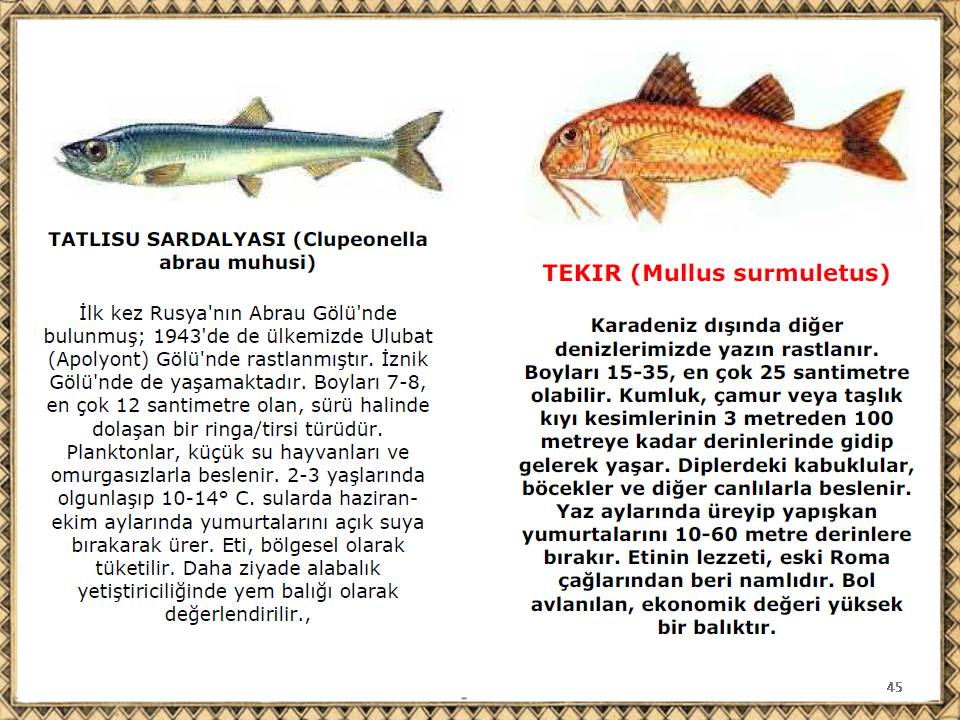 TATLISU SARDALYASI (Clupeonella
abrau muhusi)
İlk kez Rusya'nın Abrau Gölü'nde
bulunmuş; 1943'de de ülkemizde Ulubat
(Apolyont) Gölü'nde rastlanmıştır. İznik
Gölü'nde de yaşamaktadır. Boyları 7-8,
en çok 12 santimetre olan, sürü halinde
dolaşan bir ringa/tirsi türüdür.
Planktonlar, küçük su hayvanları ve
omurgasızlarla beslenir. 2-3 yaşlarında
olgunlaşıp 10-14° C. sularda haziran-
ekim aylarında yumurtalarını açık suya
bırakarak ürer. Eti, bölgesel olarak
tüketilir. Daha ziyade alabalık
yetiştiriciliğinde yem balığı olarak
değerlendirilir.,
TEKIR (Mullus surmuletus)
Karadeniz dışında diğer
denizlerimizde yazın rastlanır.
Boyları 15-35, en çok 25 santimetre
olabilir. Kumluk, çamur veya taşlık
kıyı kesimlerinin 3 metreden 100
metreye kadar derinlerinde gidip
gelerek yaşar. Diplerdeki kabuklular,
böcekler ve diğer canlılarla beslenir.
Yaz aylarında üreyip yapışkan
yumurtalarını 10-60 metre derinlere
bırakır. Etinin lezzeti, eski Roma
çağlarından beri namlıdır. Bol
avlanılan, ekonomik değeri yüksek
bir balıktır.
45
-